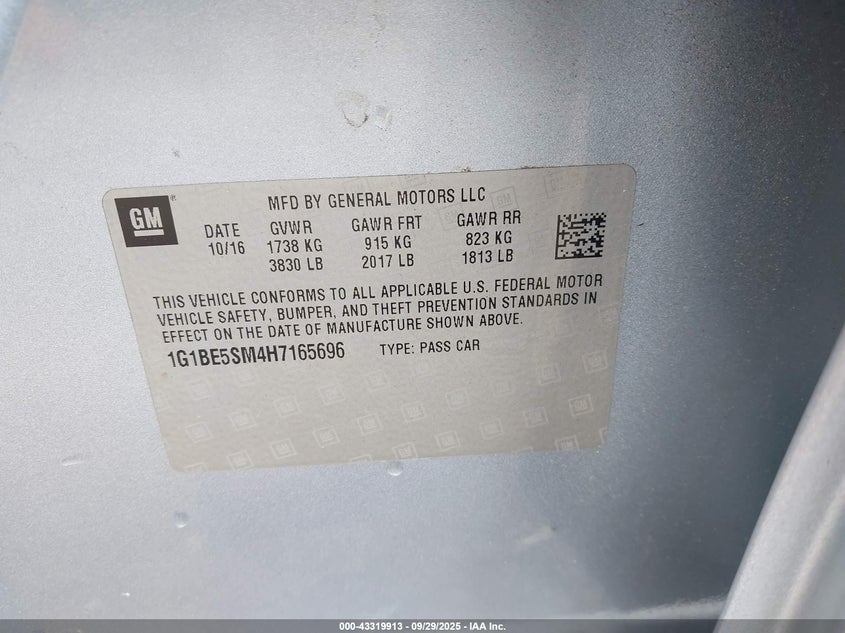 GM®
MFD BY GENERAL MOTORS LLC
DATE GVWR GAWR FRT GAWR RR
10/16 1738 KG 915 KG 823 KG
3830 LB 2017 LB 1813 LB
THIS VEHICLE CONFORMS TO ALL APPLICABLE U.S. FEDERAL MOTOR
VEHICLE SAFETY, BUMPER, AND THEFT PREVENTION STANDARDS IN
EFFECT ON THE DATE OF MANUFACTURE SHOWN ABOVE.
1G1BE5SM4H7165696 TYPE: PASS CAR
000-43319913 - 09/29/2025 - IAA Inc.